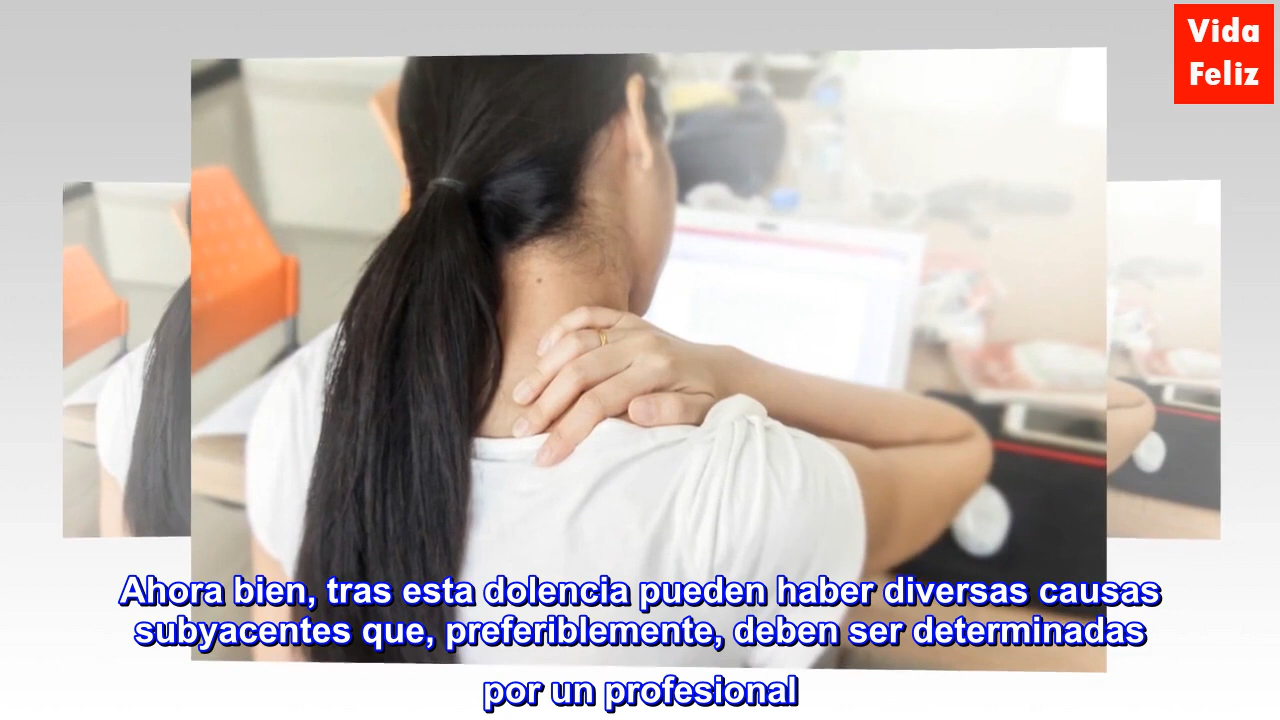 Vida
Feliz
Ahora bien, tras esta dolencia pueden haber diversas causas
subyacentes que, preferiblemente, deben ser determinadas
por un profesional